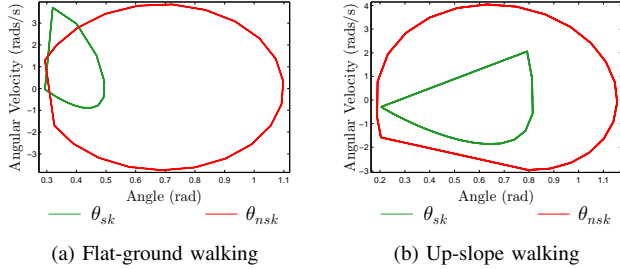 Angular Velocity (rads/s)
3
2
1
0
−1
−2
−3
0.3 0.4 0.5 0.6 0.7 0.8 0.9 1 1.1
Angle (rad)
θsk θnsk
(a) Flat-ground walking
Angular Velocity (rads/s)
4
3
2
1
0
−1
−2
−3
0.2 0.3 0.4 0.5 0.6 0.7 0.8 0.9 1 1.1
Angle (rad)
θsk θnsk
(b) Up-slope walking